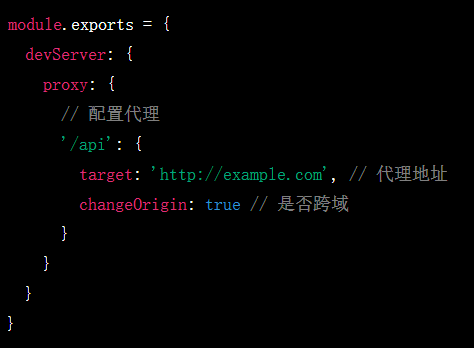 module.exports = {
  devServer: {
    proxy: {
      // 配置代理
      '/api': {
        target: 'http://example.com', // 代理地址
        changeOrigin: true // 是否跨域
      }
    }
  }
}